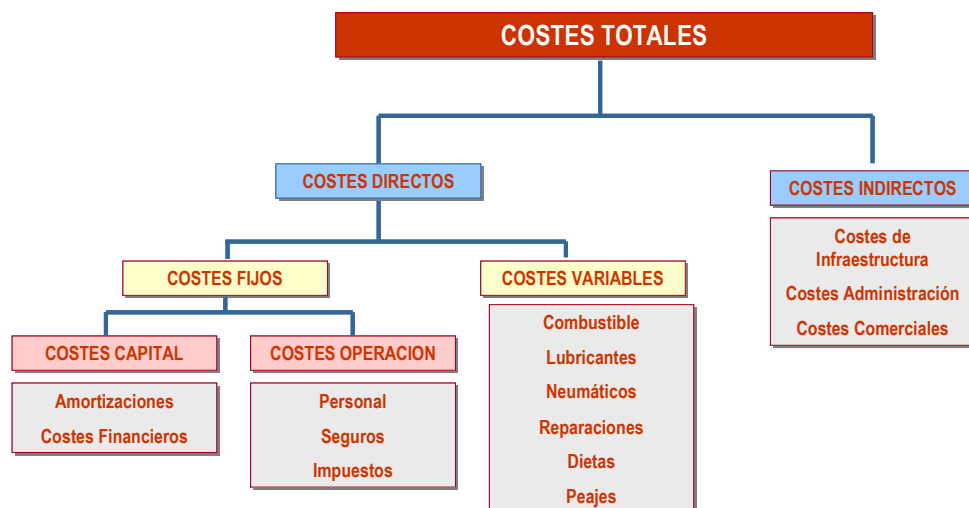 COSTES TOTALES
COSTES DIRECTOS
COSTES INDIRECTOS
Costes de
Infraestructura
Costes Administración
Costes Comerciales
COSTES FIJOS
COSTES VARIABLES
Combustible
Lubricantes
Neumáticos
Reparaciones
Dietas
Peajes
COSTES CAPITAL
Amortizaciones
Costes Financieros
COSTES OPERACION
Personal
Seguros
Impuestos